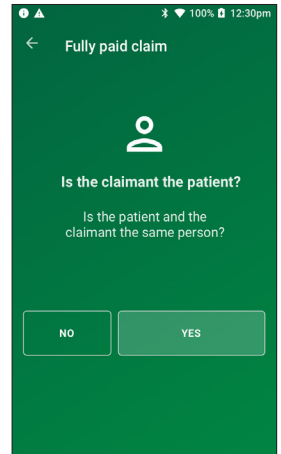 100% 12:30pm
Fully paid claim
Is the claimant the patient?
Is the patient and the
claimant the same person?
NO
YES